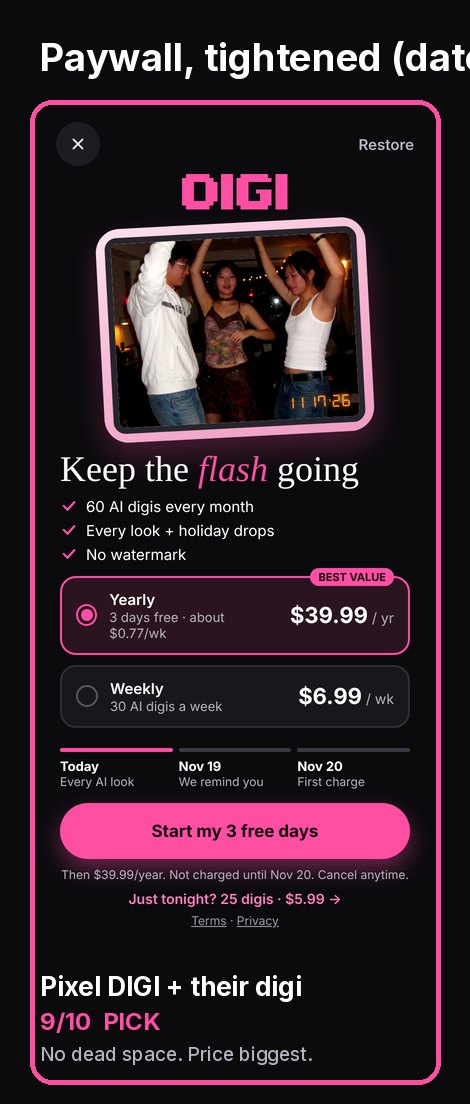 Paywall, tightened (date
×
Restore
DIGI
11 17 '26
Keep the flash going
60 AI digis every month
Every look + holiday drops
No watermark
BEST VALUE
Yearly
3 days free · about
$0.77/wk
$39.99 / yr
Weekly
30 AI digis a week
$6.99 / wk
Today
Every AI look
Nov 19
We remind you
Nov 20
First charge
Start my 3 free days
Then $39.99/year. Not charged until Nov 20. Cancel anytime.
Just tonight? 25 digis · $5.99 →
Terms · Privacy
Pixel DIGI + their digi
9/10 PICK
No dead space. Price biggest.